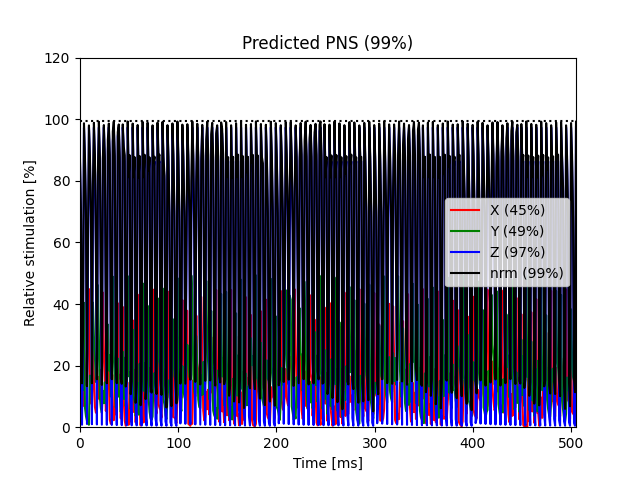 Predicted PNS (99%)
120
100
80
60
40
20
0
Relative stimulation [%]
X (45%)
Y (49%)
Z (97%)
nrm (99%)
0 100 200 300 400 500
Time [ms]